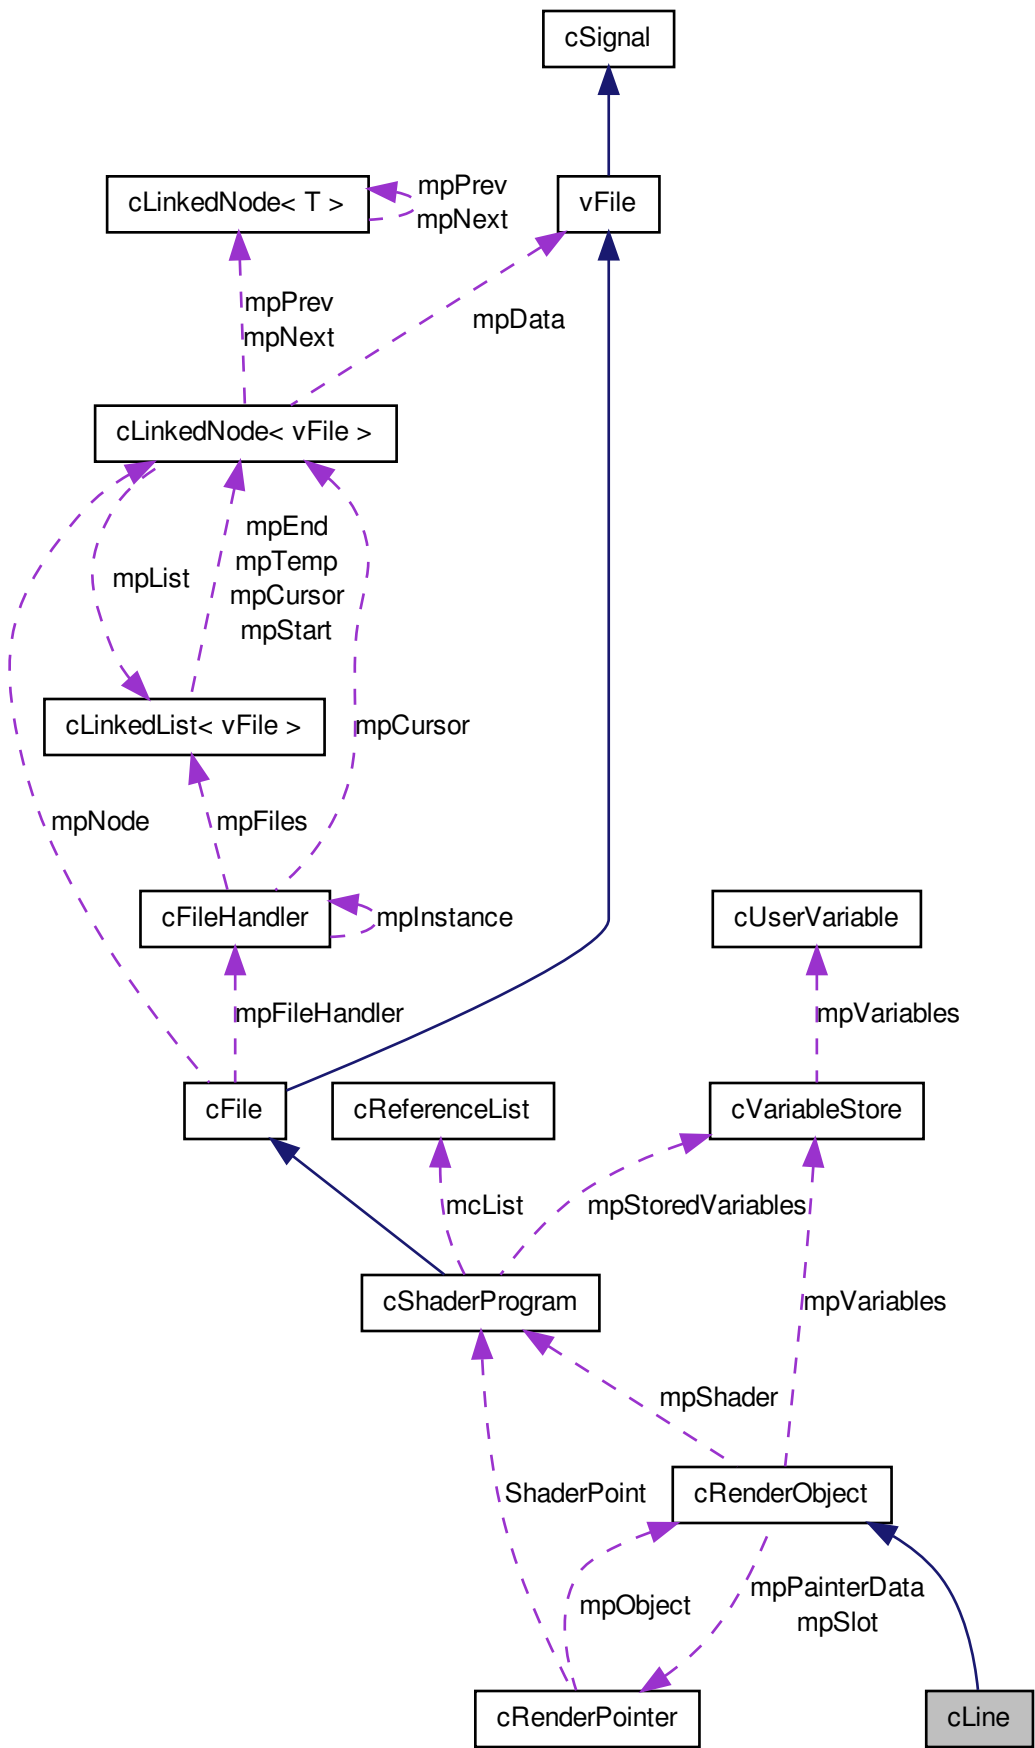 cSignal
cLinkedNode< T >
mpPrev
mpNext
vFile
mpPrev
mpNext
mpData
cLinkedNode< vFile >
mpList
mpEnd
mpTemp
mpCursor
mpStart
cLinkedList< vFile >
mpCursor
mpNode
mpFiles
cFileHandler
mpInstance
cUserVariable
mpFileHandler
mpVariables
cFile
cReferenceList
cVariableStore
mcList
mpStoredVariables
cShaderProgram
mpVariables
mpShader
ShaderPoint
cRenderObject
mpObject
mpPainterData
mpSlot
cRenderPointer
cLine